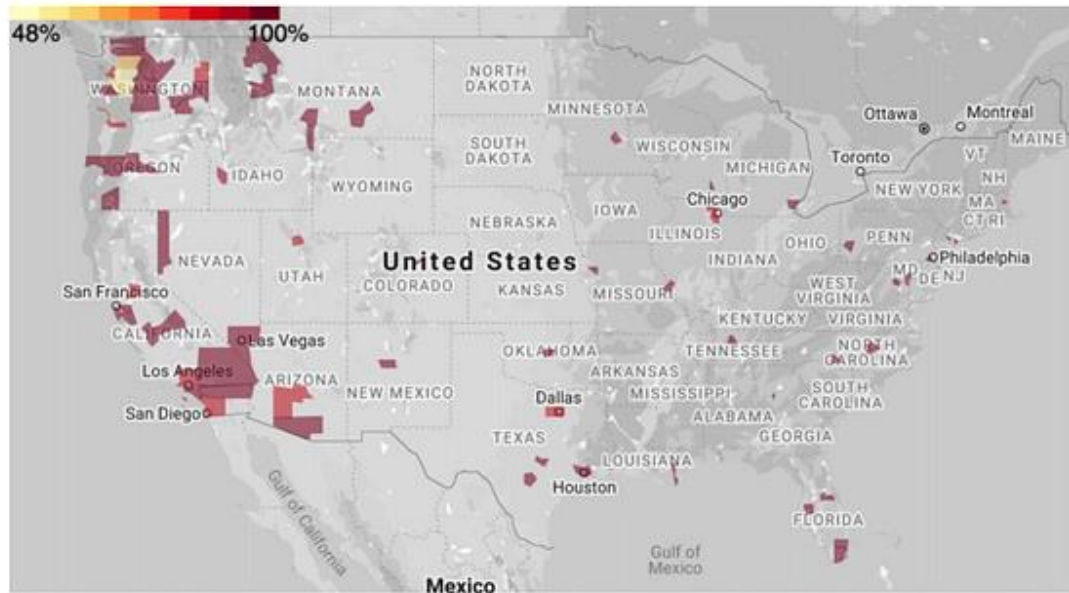 48%
100%
WASHINGTON
MONTANA
NORTH
DAKOTA
MINNESOTA
Ottawa
Montreal
MAINE
OREGON
IDAHO
WYOMING
SOUTH
DAKOTA
WISCONSIN
MICHIGAN
Toronto
VT
NH
NEW YORK
MA
CT RI
NEBRASKA
IOWA
Chicago
ILLINOIS
INDIANA
OHIO
PENN
Philadelphia
MD
DE NJ
NEVADA
UTAH
United States
COLORADO
KANSAS
MISSOURI
WEST
VIRGINIA
KENTUCKY
VIRGINIA
San Francisco
CALIFORNIA
Las Vegas
Los Angeles
ARIZONA
NEW MEXICO
OKLAHOMA
ARKANSAS
TENNESSEE
NORTH
CAROLINA
San Diego
Dallas
MISSISSIPPI
ALABAMA
SOUTH
CAROLINA
GEORGIA
TEXAS
LOUISIANA
Houston
FLORIDA
Gulf of California
Gulf of
Mexico
Mexico